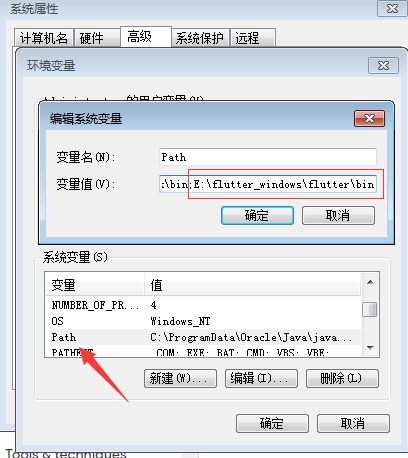 系统属性
计算机名 硬件 高级 系统保护 远程
环境变量
的用户变量(U)
编辑系统变量
变量名(N): Path
变量值(V): :\bin;E:\flutter_windows\flutter\bin
确定 取消
系统变量(S)
变量 值
NUMBER_OF_PR... 4
OS Windows_NT
Path C:\ProgramData\Oracle\Java\java...
PATHEXT .COM;.EXE;.BAT;.CMD;.VBS;.VBE;
新建(W)... 编辑(I)... 删除(L)
确定 取消
Tools & techniques